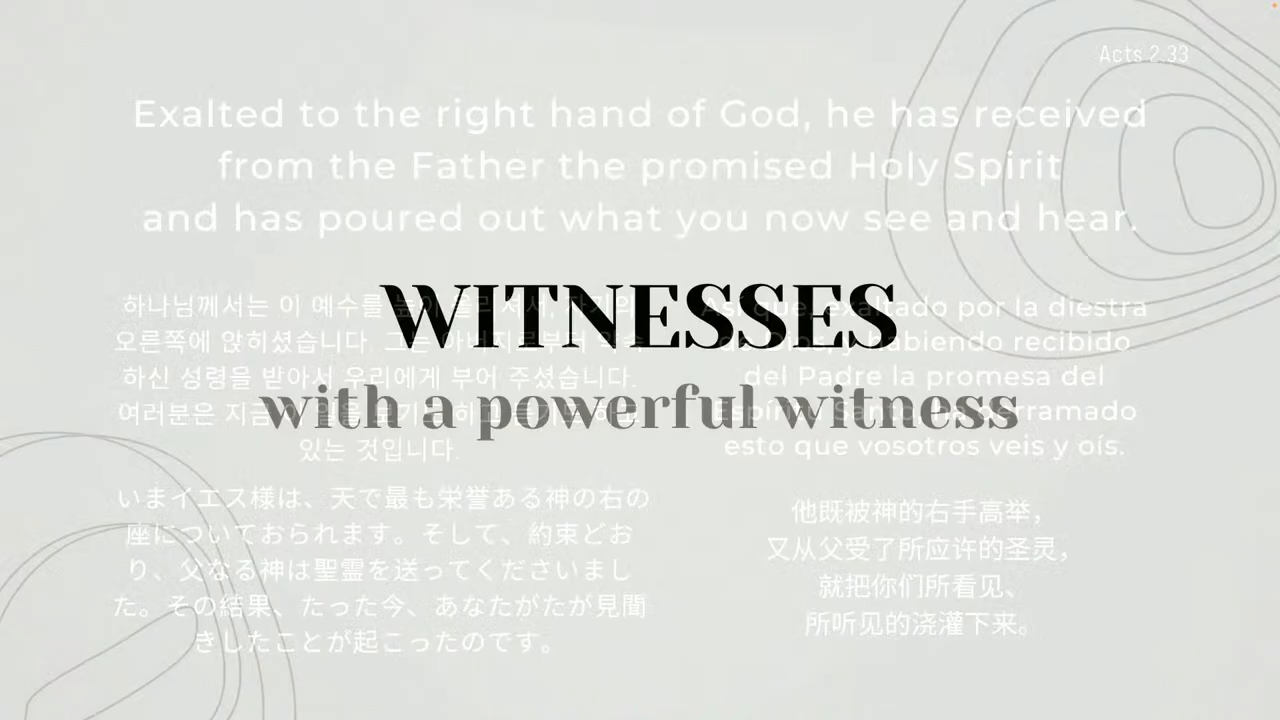 Acts 2.33
Exalted to the right hand of God, he has received
from the Father the promised Holy Spirit
and has poured out what you now see and hear.
WITNESSES
with a powerful witness
하나님께서는 이 예수를 높이
오른쪽에 앉히셨습니다. 그는
하신 성령을 받아서 우리에게 부어 주셨습니다.
여러분은 지금
있는 것입니다.
por la diestra
habiendo recibido
del Padre la promesa del
Espíritu
esto que vosotros veis y oís.
いまイエス様は、天で最も栄誉ある神の右の
座についておられます。そして、約束どお
り、父なる神は聖霊を送ってくださいまし
た。その結果、たった今、あなたがたが見聞
きしたことが起こったのです。
他既被神的右手高举，
又从父受了所应许的圣灵，
就把你们所看见、
所听见的浇灌下来。